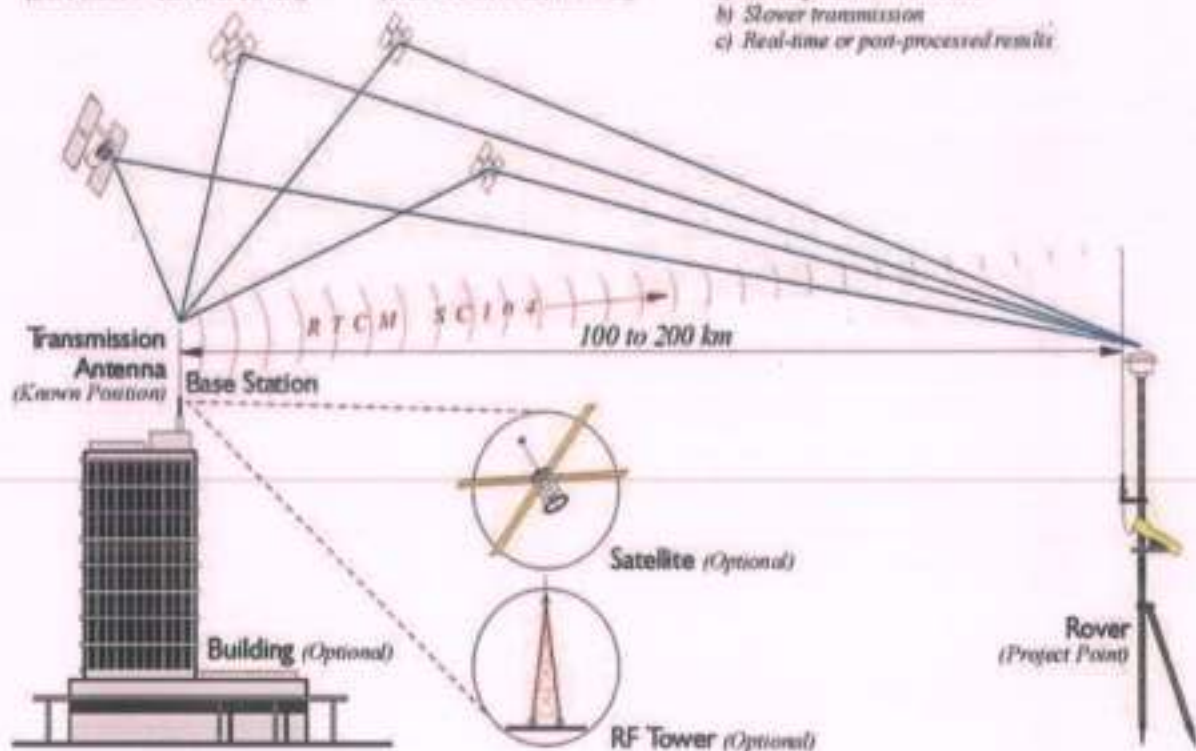 b) Slower transmission
c) Real-time or post-processed results
R T C M S C 1 0 4
100 to 200 km
Transmission
Antenna
(Known Position)
Base Station
Satellite (Optional)
Building (Optional)
Rover
(Project Point)
RF Tower (Optional)